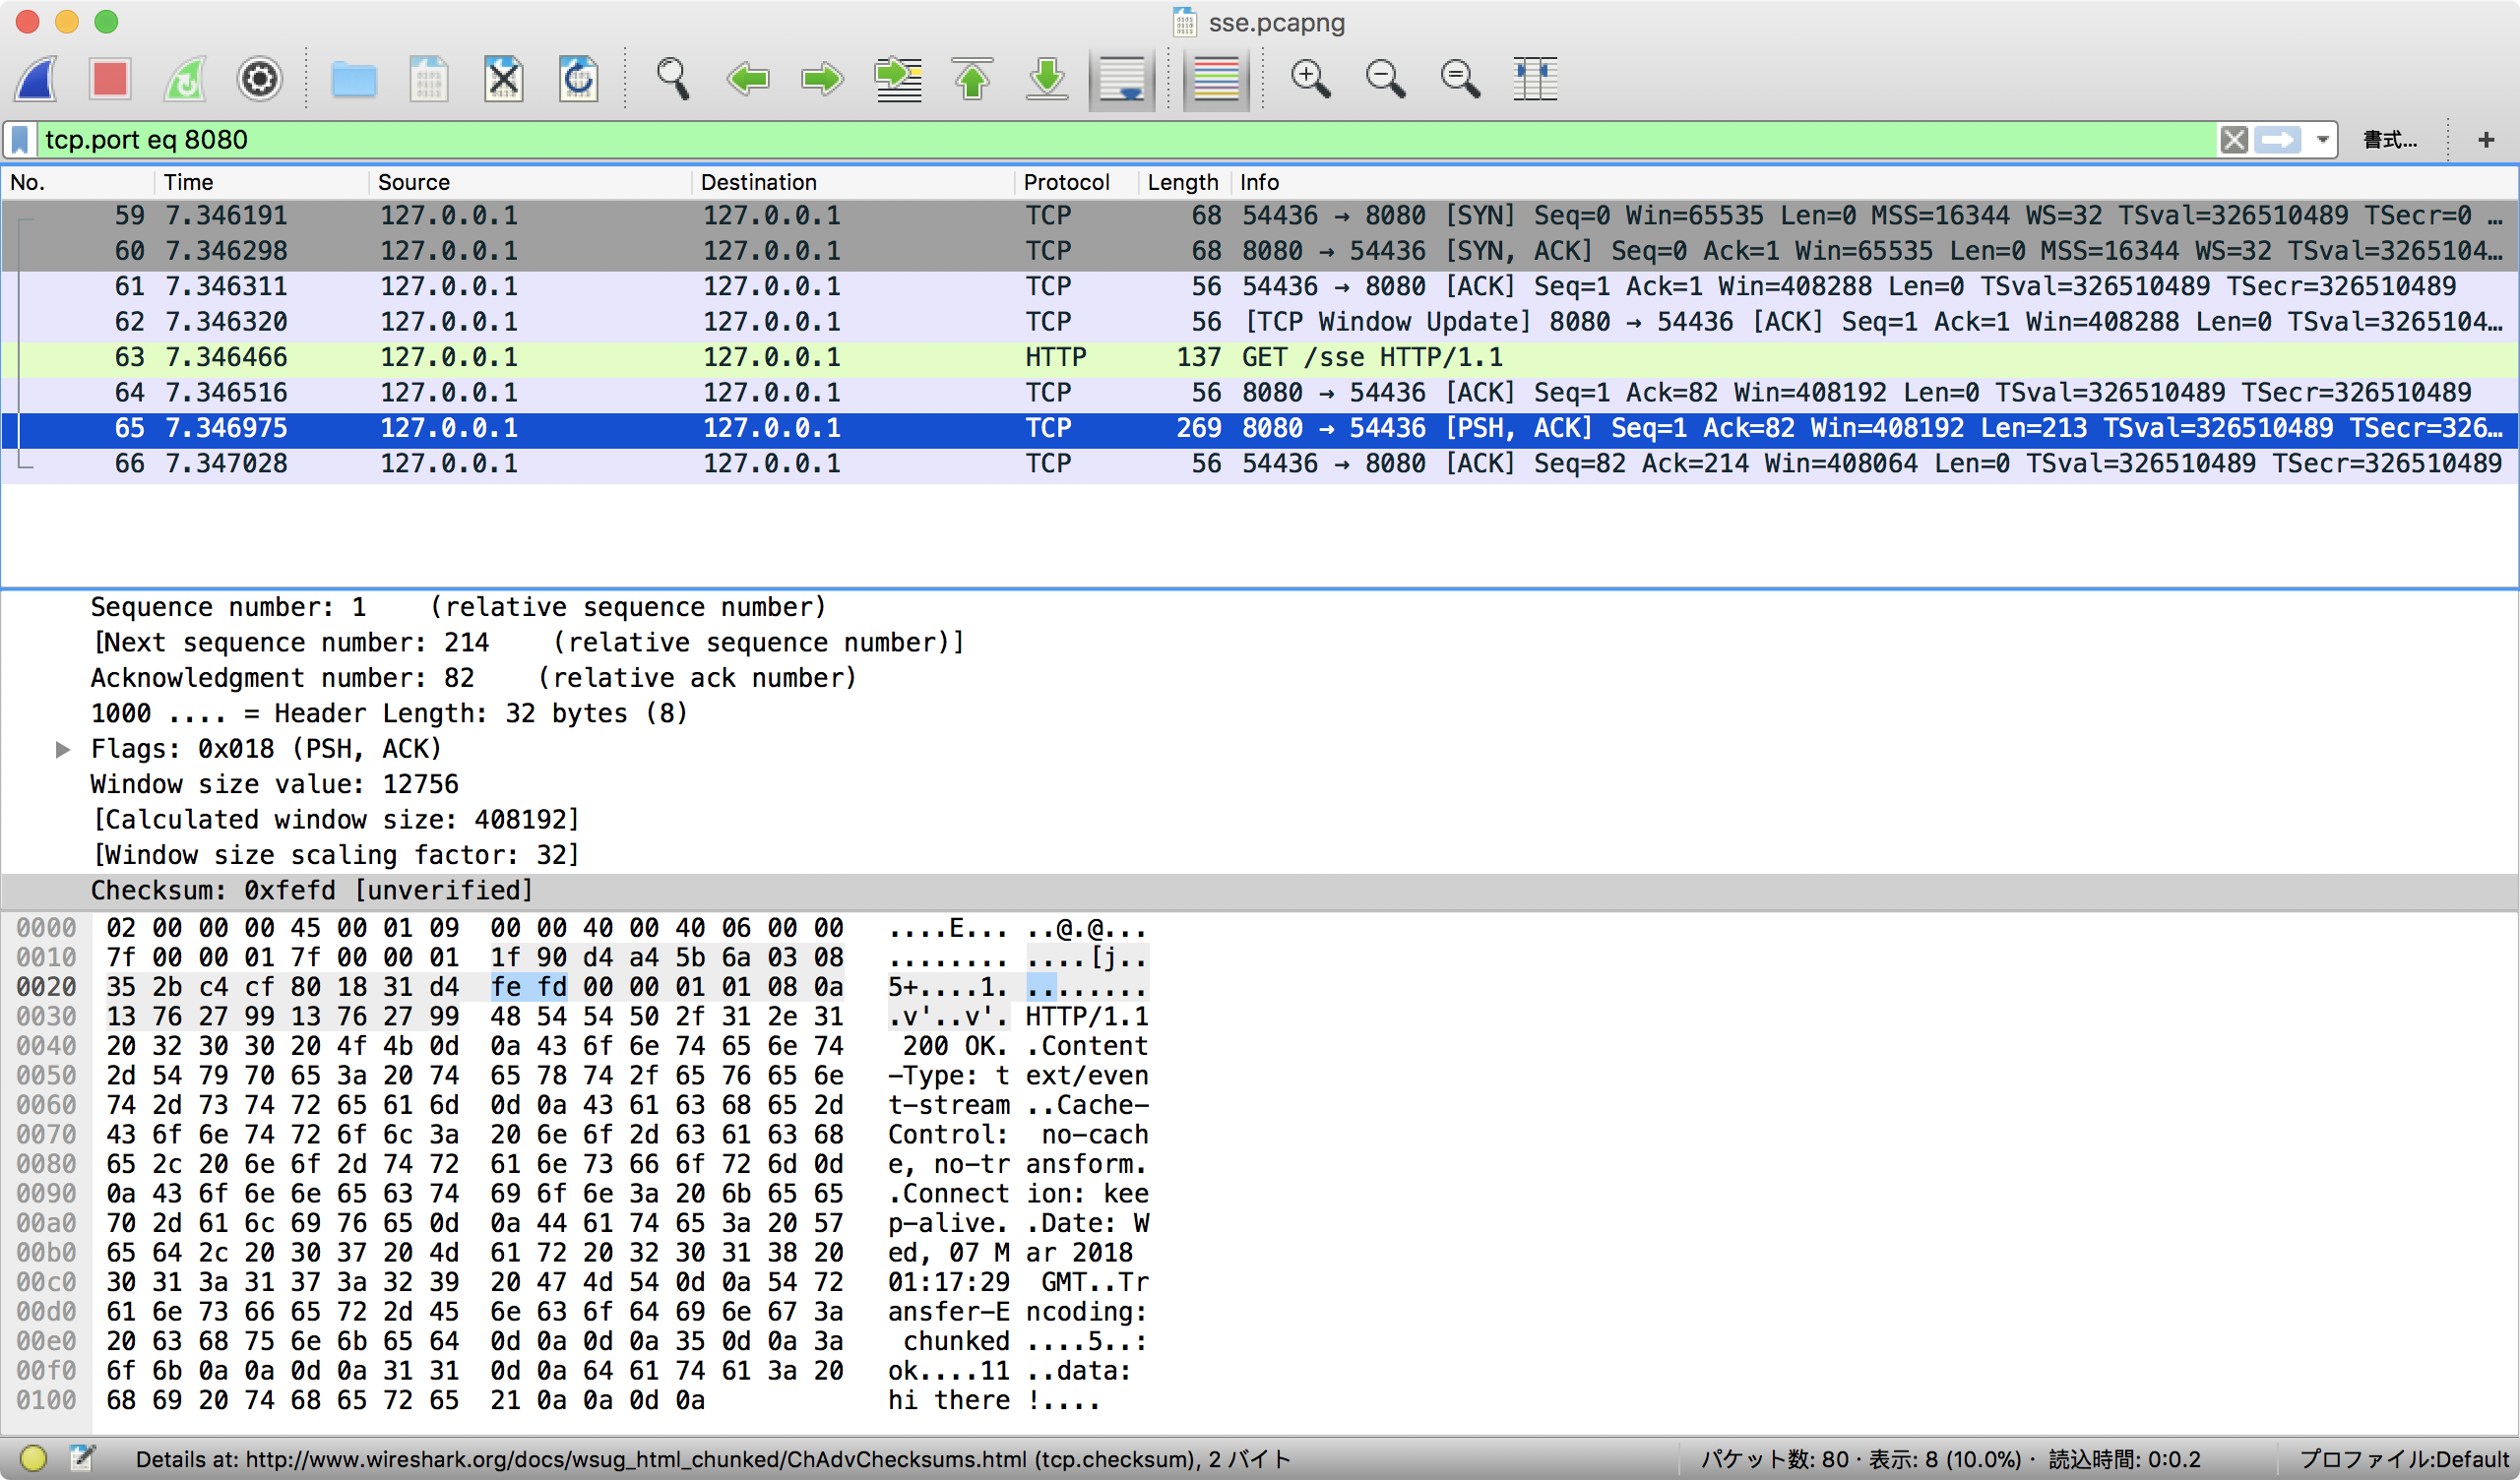 sse.pcapng
tcp.port eq 8080 書式... +
No. Time Source Destination Protocol Length Info
59 7.346191 127.0.0.1 127.0.0.1 TCP 68 54436 → 8080 [SYN] Seq=0 Win=65535 Len=0 MSS=16344 WS=32 TSval=326510489 TSecr=0 …
60 7.346298 127.0.0.1 127.0.0.1 TCP 68 8080 → 54436 [SYN, ACK] Seq=0 Ack=1 Win=65535 Len=0 MSS=16344 WS=32 TSval=3265104…
61 7.346311 127.0.0.1 127.0.0.1 TCP 56 54436 → 8080 [ACK] Seq=1 Ack=1 Win=408288 Len=0 TSval=326510489 TSecr=326510489
62 7.346320 127.0.0.1 127.0.0.1 TCP 56 [TCP Window Update] 8080 → 54436 [ACK] Seq=1 Ack=1 Win=408288 Len=0 TSval=3265104…
63 7.346466 127.0.0.1 127.0.0.1 HTTP 137 GET /sse HTTP/1.1
64 7.346516 127.0.0.1 127.0.0.1 TCP 56 8080 → 54436 [ACK] Seq=1 Ack=82 Win=408192 Len=0 TSval=326510489 TSecr=326510489
65 7.346975 127.0.0.1 127.0.0.1 TCP 269 8080 → 54436 [PSH, ACK] Seq=1 Ack=82 Win=408192 Len=213 TSval=326510489 TSecr=326…
66 7.347028 127.0.0.1 127.0.0.1 TCP 56 54436 → 8080 [ACK] Seq=82 Ack=214 Win=408064 Len=0 TSval=326510489 TSecr=326510489
Sequence number: 1    (relative sequence number)
[Next sequence number: 214    (relative sequence number)]
Acknowledgment number: 82    (relative ack number)
1000 .... = Header Length: 32 bytes (8)
Flags: 0x018 (PSH, ACK)
Window size value: 12756
[Calculated window size: 408192]
[Window size scaling factor: 32]
Checksum: 0xfefd [unverified]
0000 02 00 00 00 45 00 01 09 00 00 40 00 40 06 00 00 ....E... ..@.@...
0010 7f 00 00 01 7f 00 00 01 1f 90 d4 a4 5b 6a 03 08 ........ ....[j..
0020 35 2b c4 cf 80 18 31 d4 fe fd 00 00 01 01 08 0a 5+....1. ........
0030 13 76 27 99 13 76 27 99 48 54 54 50 2f 31 2e 31 .v'..v'. HTTP/1.1
0040 20 32 30 30 20 4f 4b 0d 0a 43 6f 6e 74 65 6e 74  200 OK. .Content
0050 2d 54 79 70 65 3a 20 74 65 78 74 2f 65 76 65 6e -Type: t ext/even
0060 74 2d 73 74 72 65 61 6d 0d 0a 43 61 63 68 65 2d t-stream ..Cache-
0070 43 6f 6e 74 72 6f 6c 3a 20 6e 6f 2d 63 61 63 68 Control:  no-cach
0080 65 2c 20 6e 6f 2d 74 72 61 6e 73 66 6f 72 6d 0d e, no-tr ansform.
0090 0a 43 6f 6e 6e 65 63 74 69 6f 6e 3a 20 6b 65 65 .Connect ion: kee
00a0 70 2d 61 6c 69 76 65 0d 0a 44 61 74 65 3a 20 57 p-alive. .Date: W
00b0 65 64 2c 20 30 37 20 4d 61 72 20 32 30 31 38 20 ed, 07 M ar 2018
00c0 30 31 3a 31 37 3a 32 39 20 47 4d 54 0d 0a 54 72 01:17:29  GMT..Tr
00d0 61 6e 73 66 65 72 2d 45 6e 63 6f 64 69 6e 67 3a ansfer-E ncoding:
00e0 20 63 68 75 6e 6b 65 64 0d 0a 0d 0a 35 0d 0a 3a  chunked ....5..:
00f0 6f 6b 0a 0a 0d 0a 31 31 0d 0a 64 61 74 61 3a 20 ok....11 ..data:
0100 68 69 20 74 68 65 72 65 21 0a 0a 0d 0a hi there !....
Details at: http://www.wireshark.org/docs/wsug_html_chunked/ChAdvChecksums.html (tcp.checksum), 2 バイト パケット数: 80 · 表示: 8 (10.0%) · 読込時間: 0:0.2 プロファイル:Default